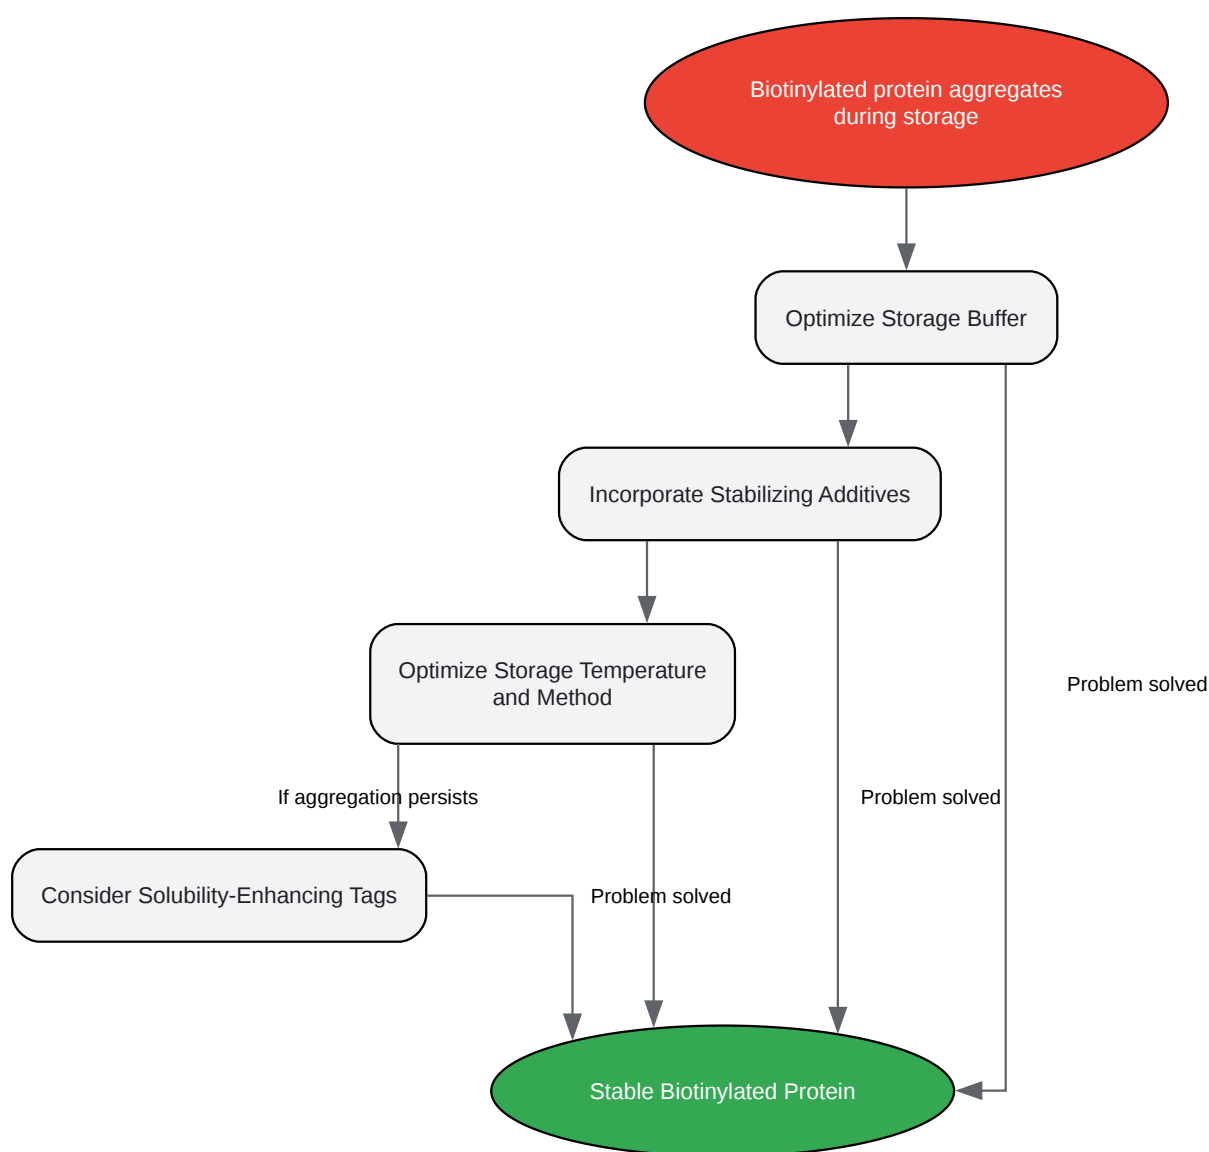 Biotinylated protein aggregates
during storage
Optimize Storage Buffer
Incorporate Stabilizing Additives
Optimize Storage Temperature
and Method
Problem solved
If aggregation persists
Problem solved
Consider Solubility-Enhancing Tags
Problem solved
Stable Biotinylated Protein